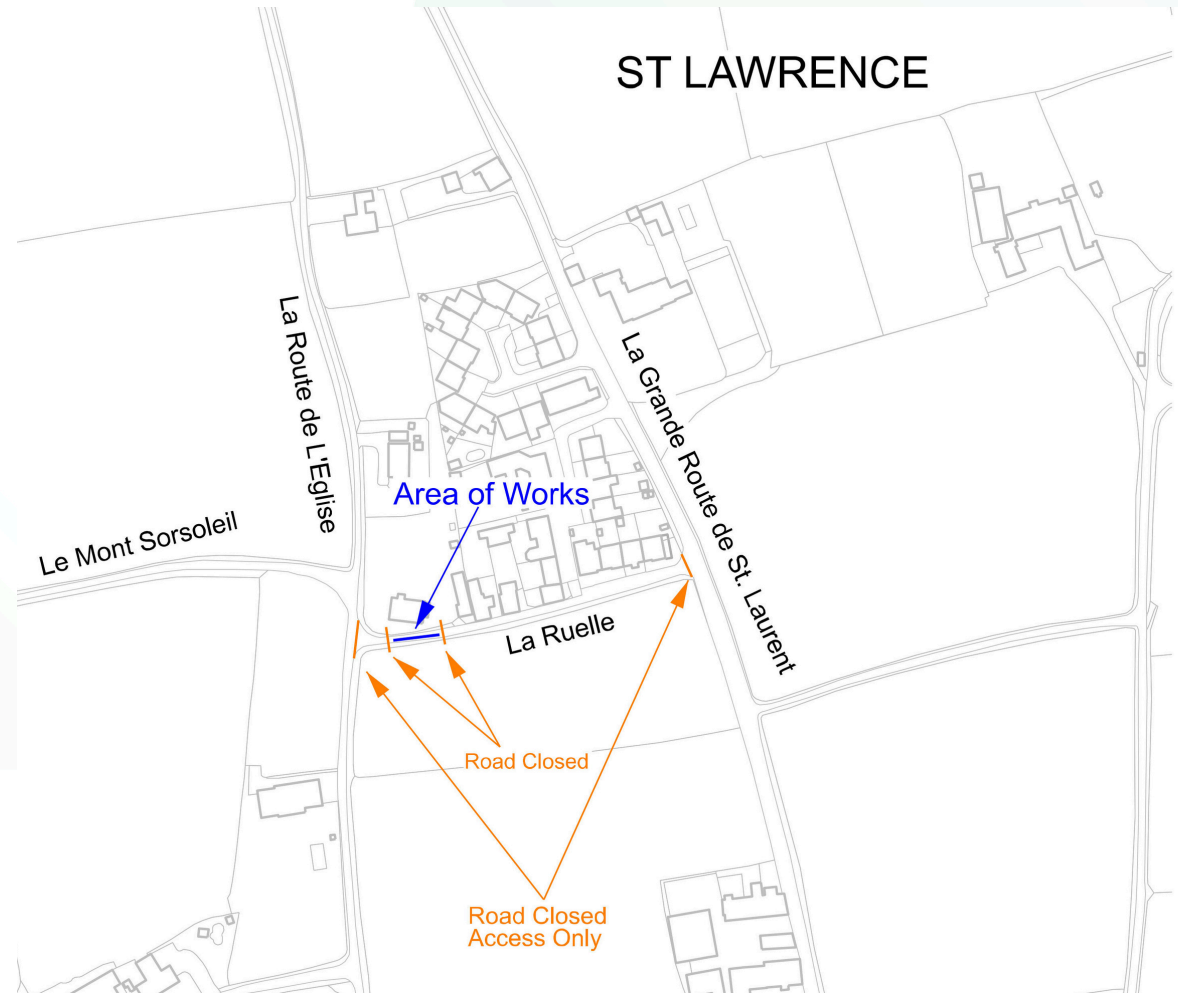 ST LAWRENCE
La Route de L'Eglise
La Grande Route de St. Laurent
Area of Works
Le Mont Sorsoleil
La Ruelle
Road Closed
Road Closed
Access Only